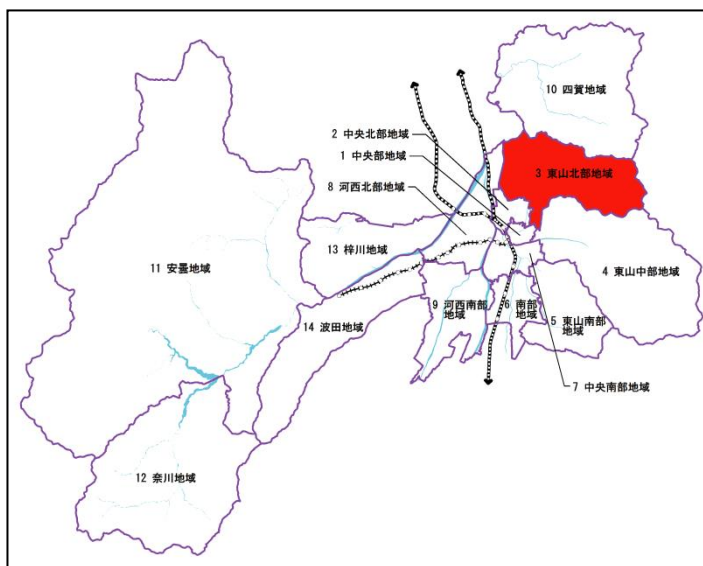 10 四賀地域
2 中央北部地域
1 中央部地域
3 東山北部地域
8 河西北部地域
13 梓川地域
4 東山中部地域
11 安曇地域
9 河西南部
地域
6 南部
地域
5 東山南部
地域
14 波田地域
7 中央南部地域
12 奈川地域